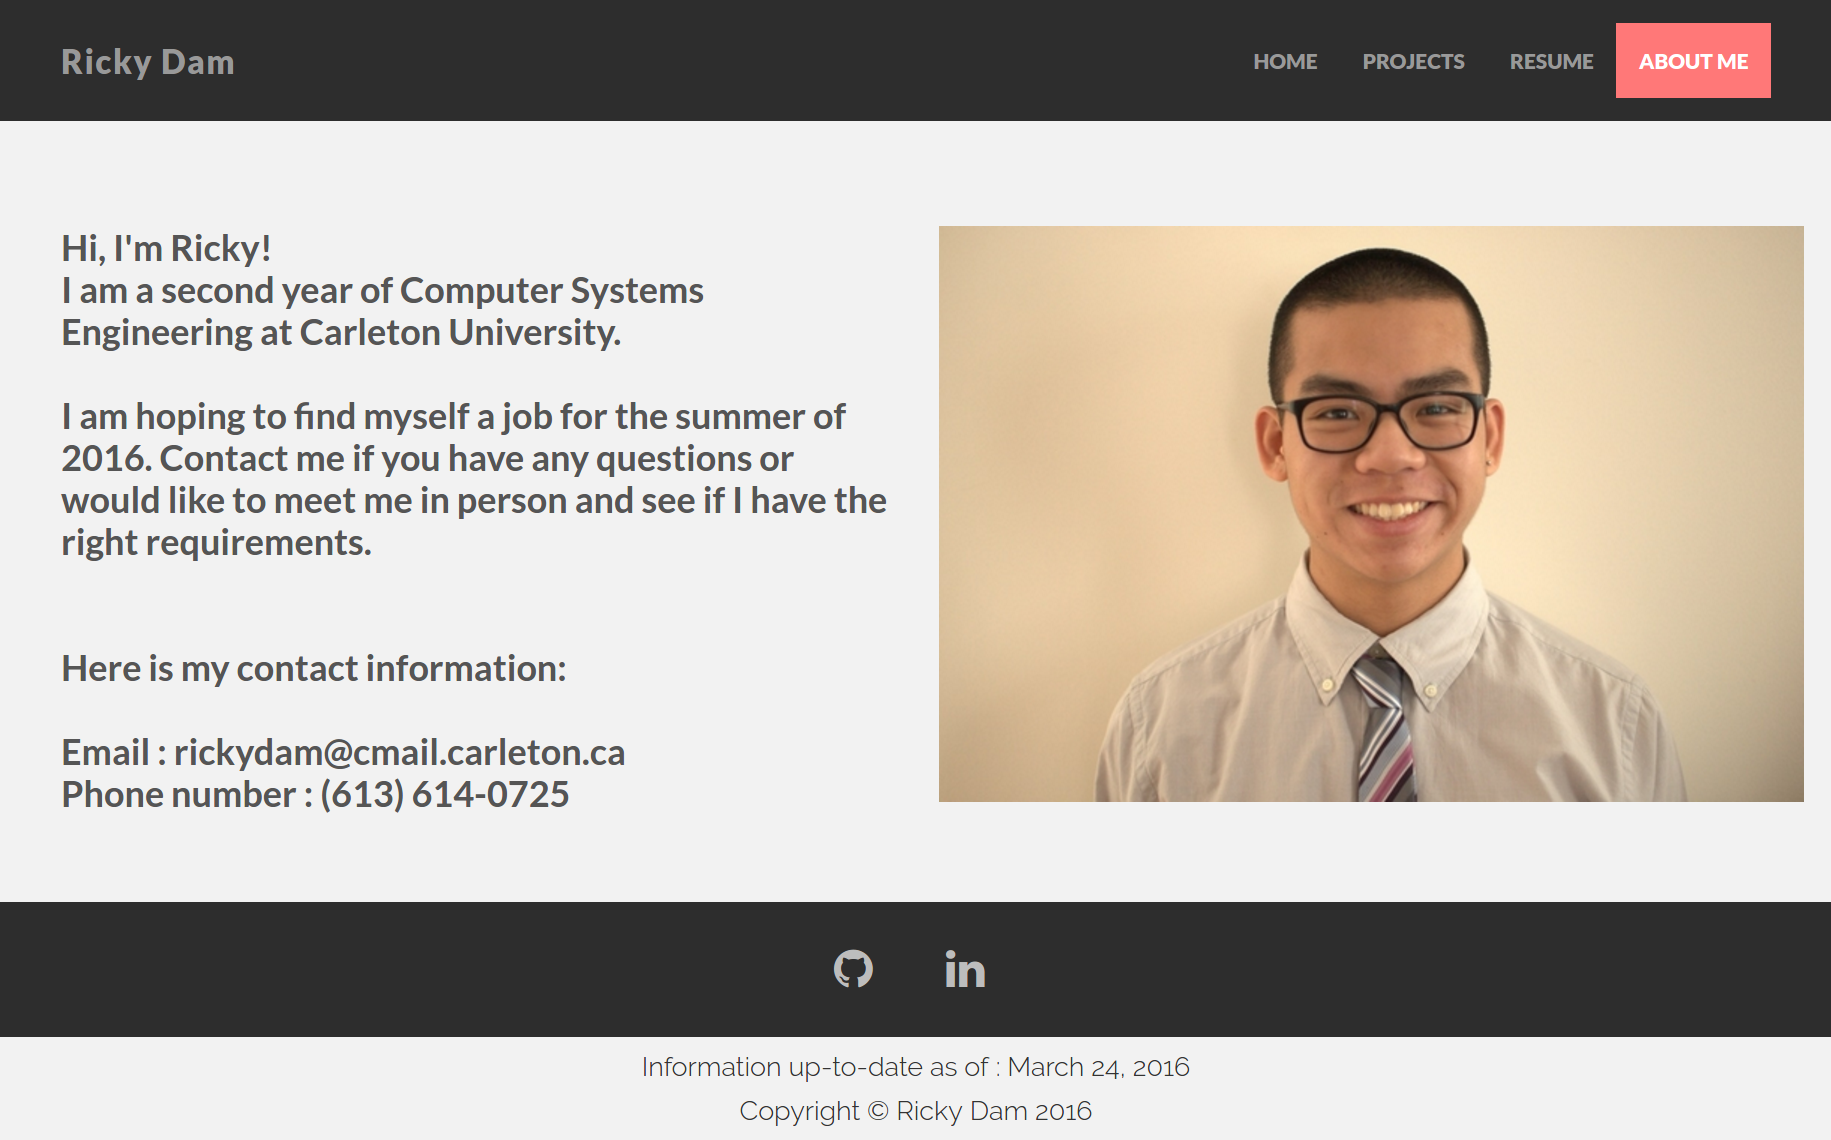 Ricky Dam
HOME PROJECTS RESUME ABOUT ME
Hi, I'm Ricky!
I am a second year of Computer Systems
Engineering at Carleton University.
I am hoping to find myself a job for the summer of
2016. Contact me if you have any questions or
would like to meet me in person and see if I have the
right requirements.
Here is my contact information:
Email : rickydam@cmail.carleton.ca
Phone number : (613) 614-0725
in
Information up-to-date as of : March 24, 2016
Copyright © Ricky Dam 2016